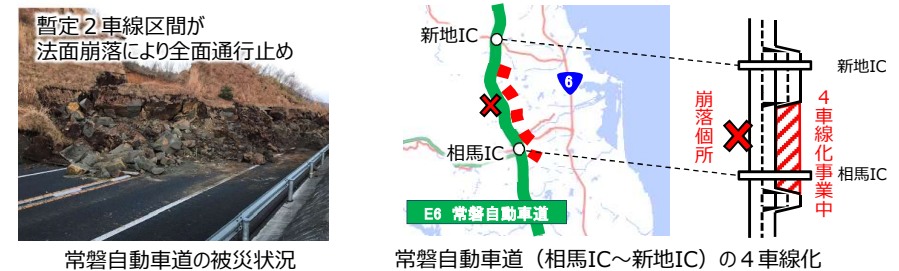 暫定２車線区間が
法面崩落により全面通行止め
常磐自動車道の被災状況
新地IC
6
相馬IC
E6 常磐自動車道
新地IC
崩落個所
４車線化事業中
相馬IC
常磐自動車道（相馬IC～新地IC）の４車線化